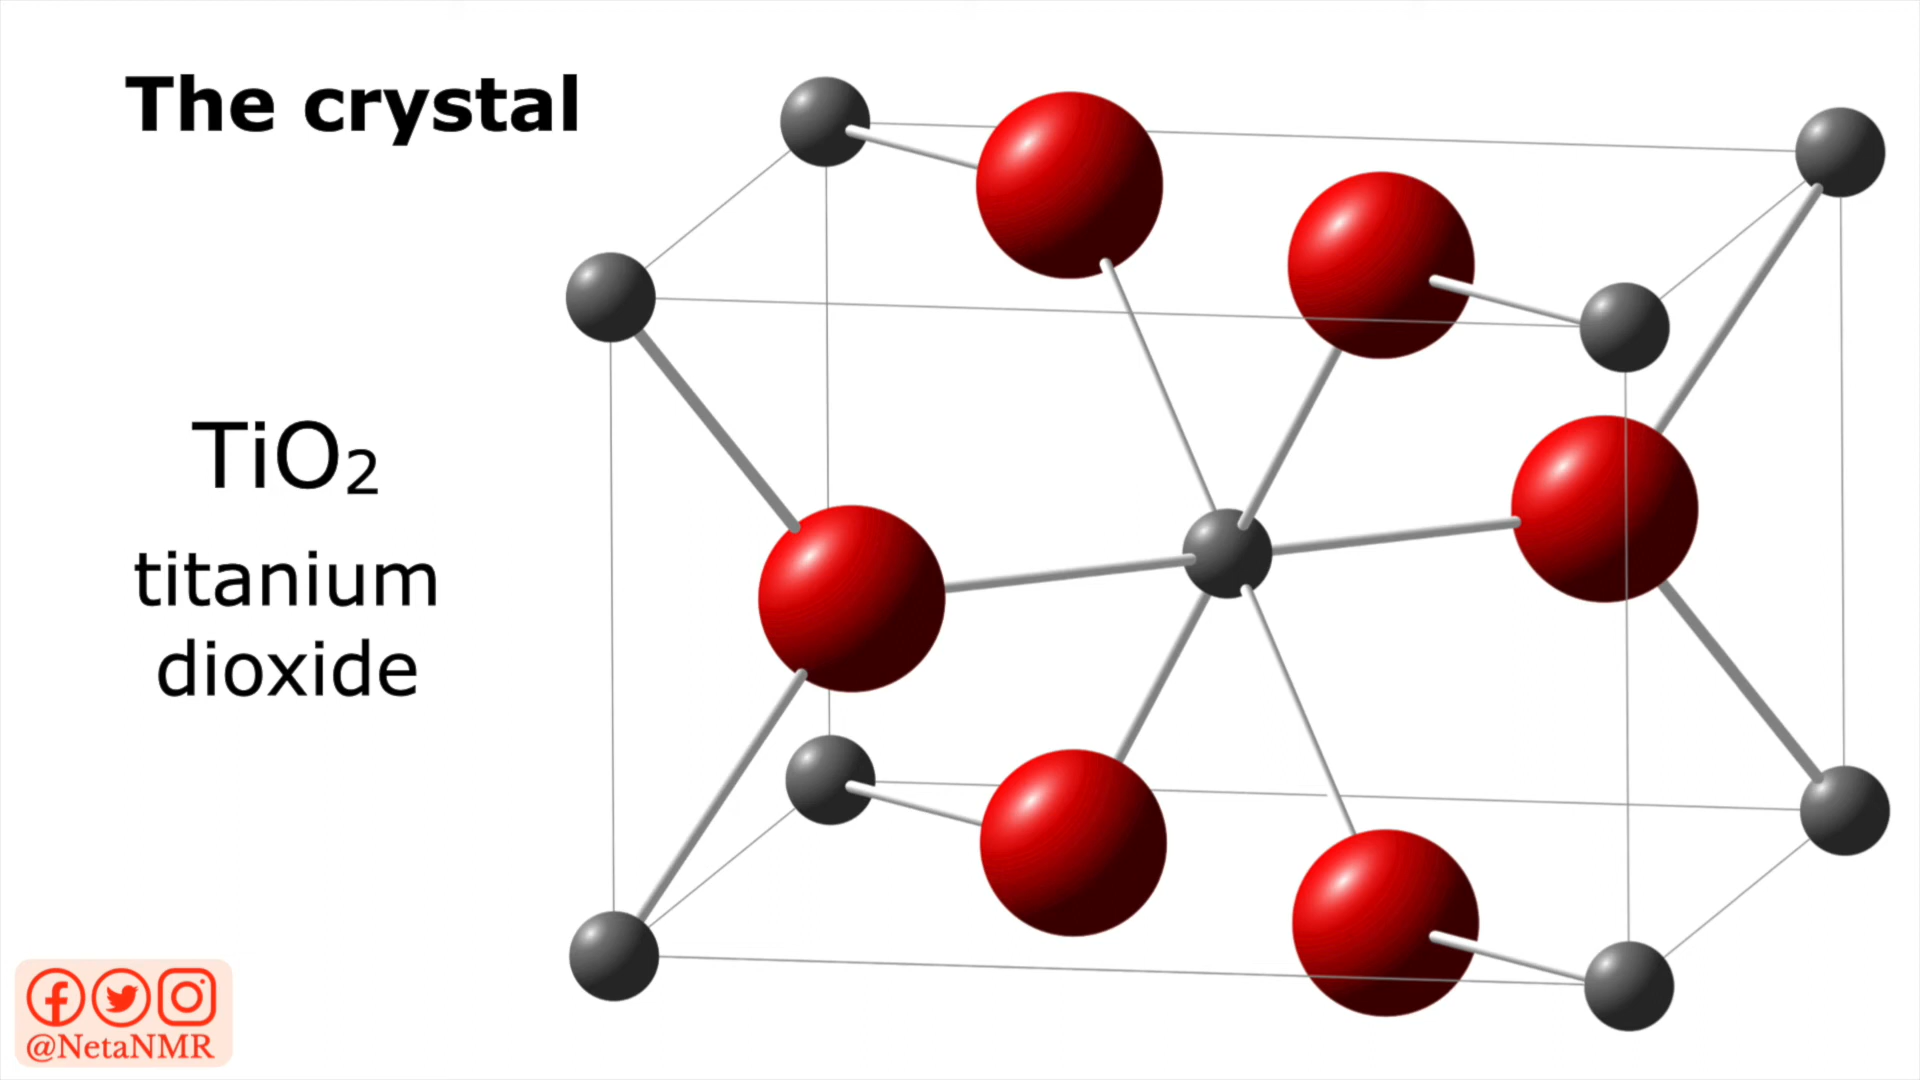 The crystal
TiO₂
titanium
dioxide
@NetaNMR